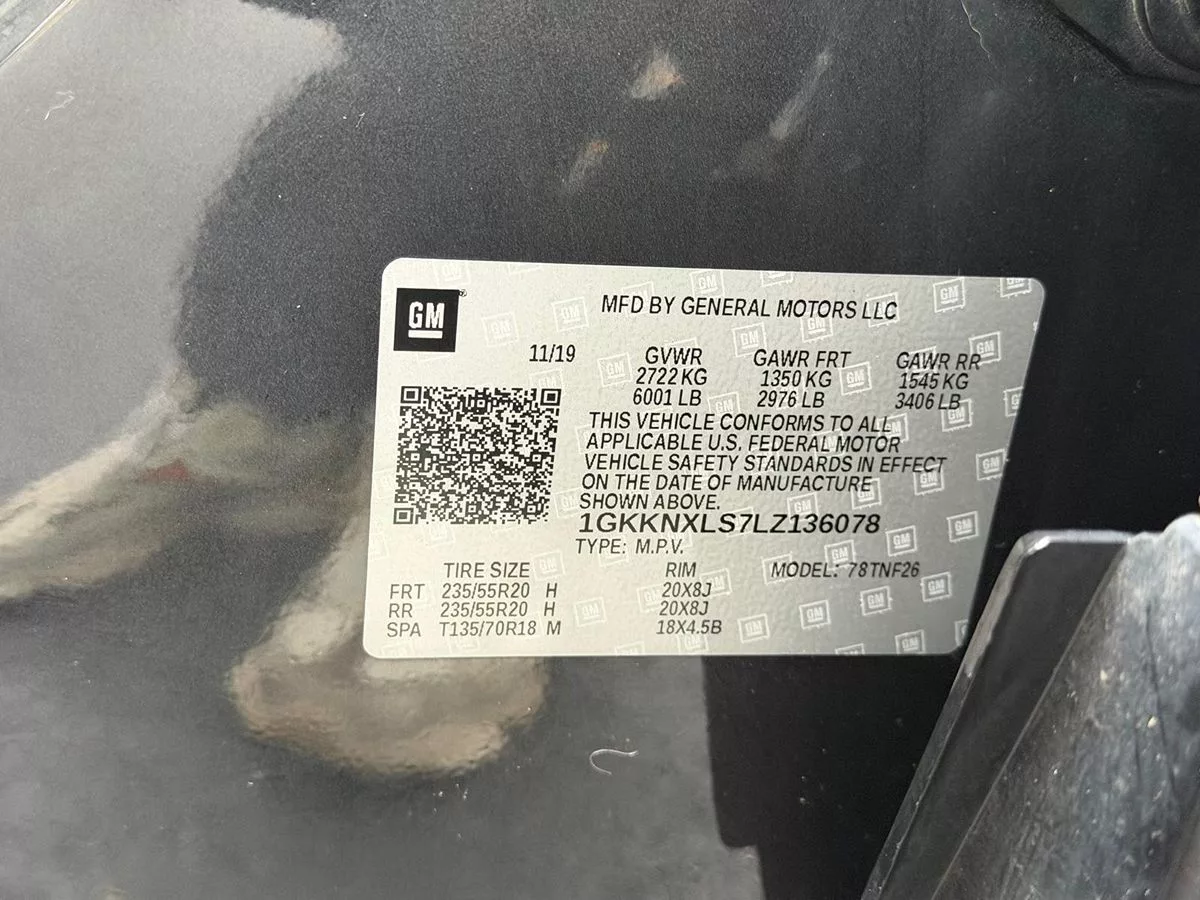 GM
MFD BY GENERAL MOTORS LLC
11/19 GVWR GAWR FRT GAWR RR
2722 KG 1350 KG 1545 KG
6001 LB 2976 LB 3406 LB
THIS VEHICLE CONFORMS TO ALL
APPLICABLE U.S. FEDERAL MOTOR
VEHICLE SAFETY STANDARDS IN EFFECT
ON THE DATE OF MANUFACTURE
SHOWN ABOVE.
1GKKNXLS7LZ136078
TYPE: M.P.V.
TIRE SIZE RIM MODEL: 78TNF26
FRT 235/55R20 H 20X8J
RR 235/55R20 H 20X8J
SPA T135/70R18 M 18X4.5B